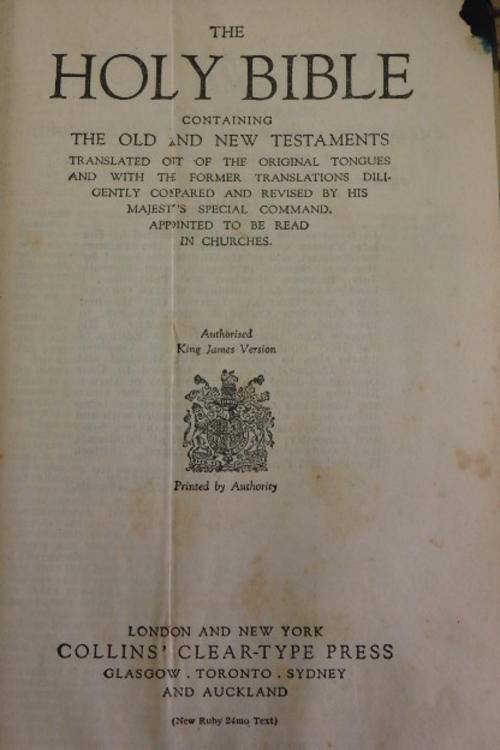 THE
HOLY BIBLE
CONTAINING
THE OLD AND NEW TESTAMENTS
TRANSLATED OUT OF THE ORIGINAL TONGUES
AND WITH THE FORMER TRANSLATIONS DILI-
GENTLY COMPARED AND REVISED BY HIS
MAJESTY'S SPECIAL COMMAND.
APPOINTED TO BE READ
IN CHURCHES.
Authorised
King James Version
Printed by Authority
LONDON AND NEW YORK
COLLINS' CLEAR-TYPE PRESS
GLASGOW . TORONTO . SYDNEY
AND AUCKLAND
(New Ruby 24mo Text)